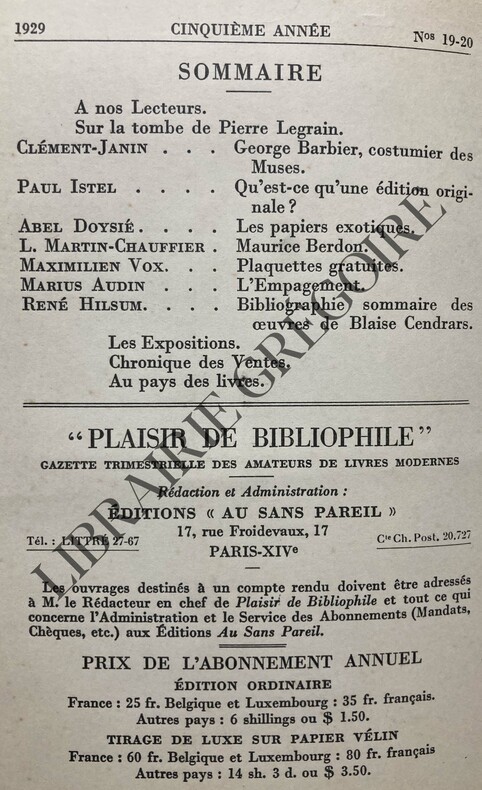 1929 CINQUIÈME ANNÉE Nos 19-20
SOMMAIRE
A nos Lecteurs.
Sur la tombe de Pierre Legrain.
CLÉMENT-JANIN . . . George Barbier, costumier des
Muses.
PAUL ISTEL . . . . Qu'est-ce qu'une édition origi-
nale ?
ABEL DOYSIÉ . . . . Les papiers exotiques.
L. MARTIN-CHAUFFIER . Maurice Berdon.
MAXIMILIEN VOX. . . Plaquettes gratuites.
MARIUS AUDIN . . . L'Empagement.
RENÉ HILSUM. . . . Bibliographie sommaire des
œuvres de Blaise Cendrars.
Les Expositions.
Chronique des Ventes.
Au pays des livres.
"PLAISIR DE BIBLIOPHILE"
GAZETTE TRIMESTRIELLE DES AMATEURS DE LIVRES MODERNES
Rédaction et Administration :
ÉDITIONS « AU SANS PAREIL »
17, rue Froidevaux, 17
Tél. : LITTRÉ 27-67 Cte Ch. Post. 20.727
PARIS-XIVe
Les ouvrages destinés à un compte rendu doivent être adressés
à M. le Rédacteur en chef de Plaisir de Bibliophile et tout ce qui
concerne l'Administration et le Service des Abonnements (Mandats,
Chèques, etc.) aux Éditions Au Sans Pareil.
PRIX DE L'ABONNEMENT ANNUEL
ÉDITION ORDINAIRE
France : 25 fr. Belgique et Luxembourg : 35 fr. français.
Autres pays : 6 shillings ou $ 1.50.
TIRAGE DE LUXE SUR PAPIER VÉLIN
France : 60 fr. Belgique et Luxembourg : 80 fr. français
Autres pays : 14 sh. 3 d. ou $ 3.50.
LIBRAIRIE GRÉGOIRE